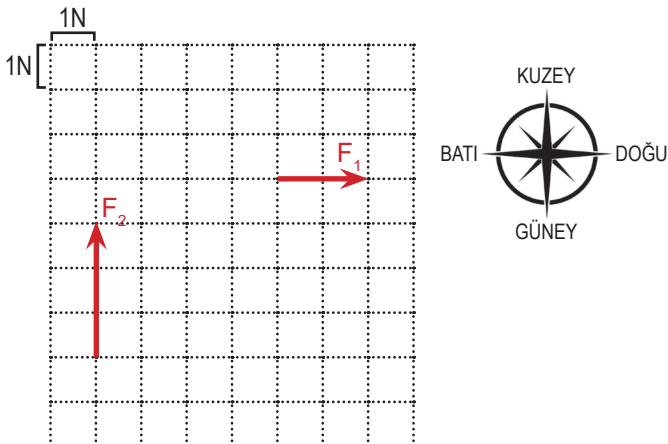 1N
1N
KUZEY
BATI
DOĞU
GÜNEY
F₁
F₂